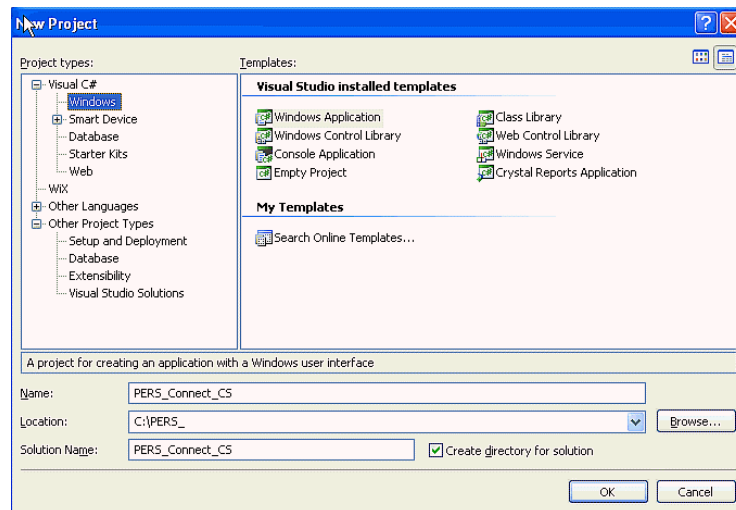 New Project
Project types:
Templates:
Visual C#
Windows
Smart Device
Database
Starter Kits
Web
WiX
Other Languages
Other Project Types
Setup and Deployment
Database
Extensibility
Visual Studio Solutions
Visual Studio installed templates
Windows Application
Class Library
Windows Control Library
Web Control Library
Console Application
Windows Service
Empty Project
Crystal Reports Application
My Templates
Search Online Templates...
A project for creating an application with a Windows user interface
Name: PERS_Connect_CS
Location: C:\PERS_ Browse...
Solution Name: PERS_Connect_CS Create directory for solution
OK Cancel